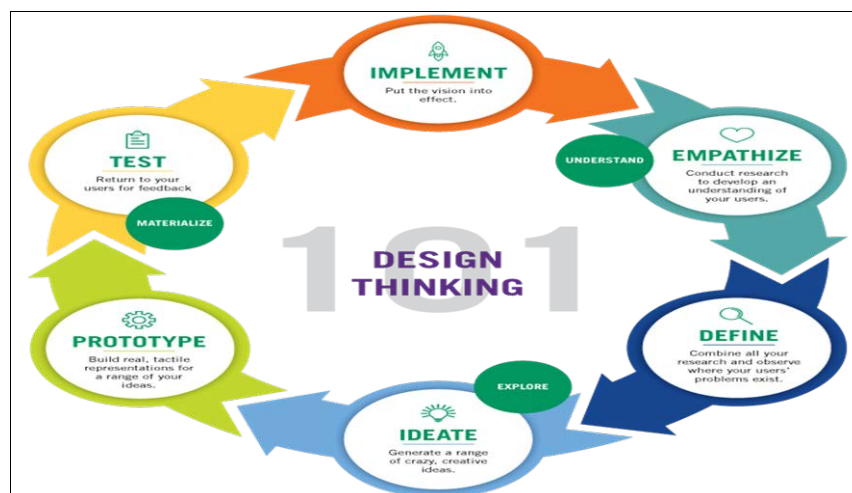 IMPLEMENT
Put the vision into
effect.
UNDERSTAND
EMPATHIZE
Conduct research
to develop an
understanding of
your users.
TEST
Return to your
users for feedback
MATERIALIZE
101
DESIGN
THINKING
DEFINE
Combine all your
research and observe
where your users'
problems exist.
PROTOTYPE
Build real, tactile
representations for
a range of your
ideas.
EXPLORE
IDEATE
Generate a range
of crazy, creative
ideas.